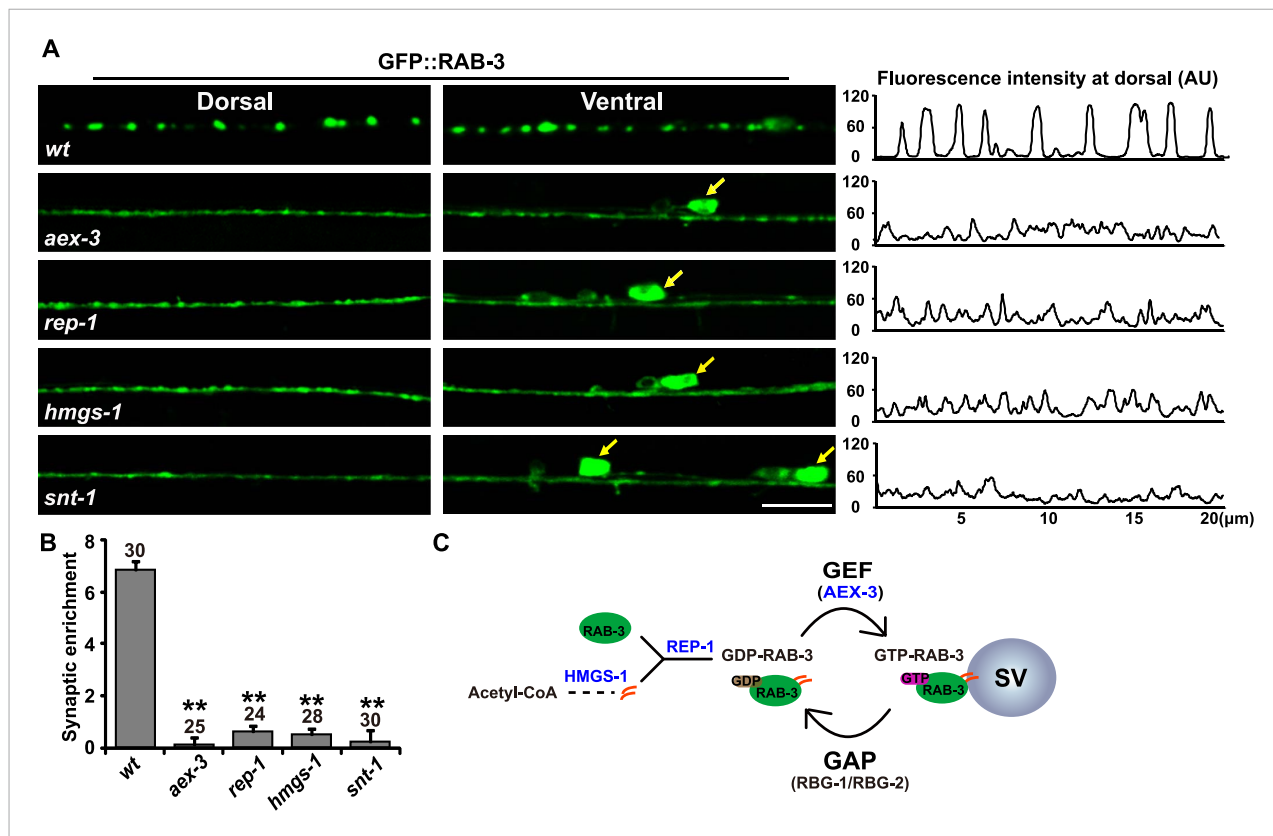 A
GFP::RAB-3
Dorsal
Ventral
Fluorescence intensity at dorsal (AU)
wt
120
60
0
aex-3
120
60
0
rep-1
120
60
0
hmgs-1
120
60
0
snt-1
120
60
0
5 10 15 20(μm)
B
Synaptic enrichment
8
6
4
2
0
30
**
25
**
24
**
28
**
30
wt aex-3 rep-1 hmgs-1 snt-1
C
GEF
(AEX-3)
RAB-3
REP-1
HMGS-1
Acetyl-CoA
GDP-RAB-3
GDP
RAB-3
GTP-RAB-3
GTP
RAB-3
SV
GAP
(RBG-1/RBG-2)